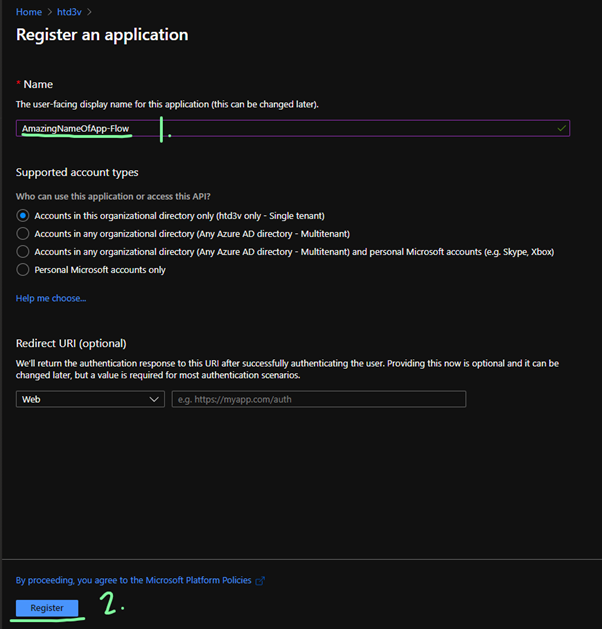 Home > htd3v >
Register an application
* Name
The user-facing display name for this application (this can be changed later).
AmazingNameOfApp-Flow
1.
Supported account types
Who can use this application or access this API?
Accounts in this organizational directory only (htd3v only - Single tenant)
Accounts in any organizational directory (Any Azure AD directory - Multitenant)
Accounts in any organizational directory (Any Azure AD directory - Multitenant) and personal Microsoft accounts (e.g. Skype, Xbox)
Personal Microsoft accounts only
Help me choose...
Redirect URI (optional)
We'll return the authentication response to this URI after successfully authenticating the user. Providing this now is optional and it can be
changed later, but a value is required for most authentication scenarios.
Web
e.g. https://myapp.com/auth
By proceeding, you agree to the Microsoft Platform Policies
Register
2.